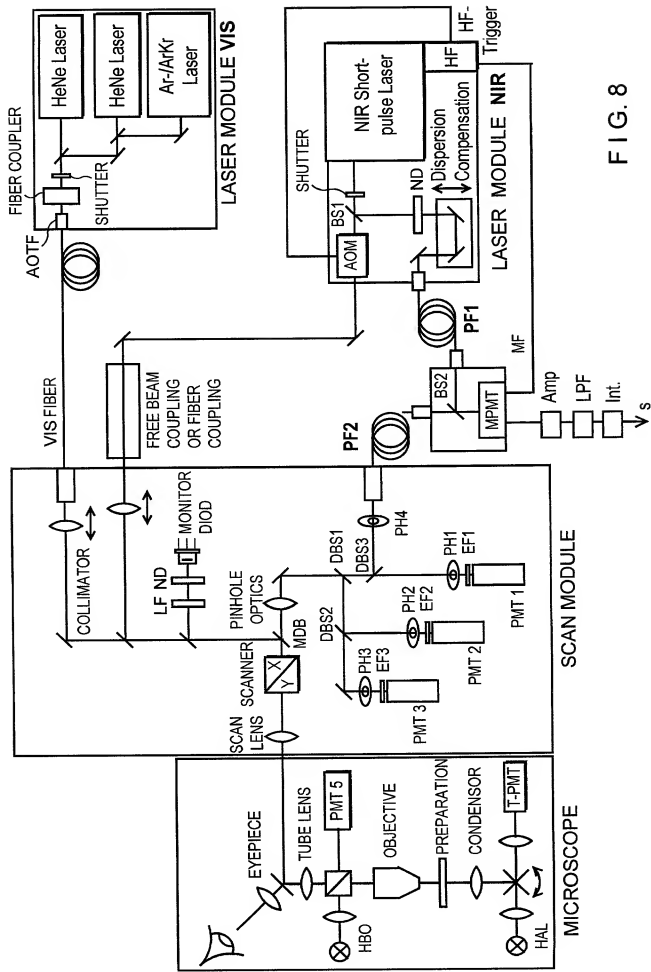 HeNe Laser
HeNe Laser
Ar-/ArKr
Laser
LASER MODULE VIS
FIBER COUPLER
SHUTTER
AOTF
VIS FIBER
HF-
Trigger
HF
NIR Short-
pulse Laser
SHUTTER
BS1
ND
Dispersion
Compensation
AOM
LASER MODULE NIR
FREE BEAM
COUPLING
OR FIBER
COUPLING
PF1
PF2
BS2
MPMT
MF
Amp
LPF
Int.
s
COLLIMATOR
MONITOR
DIOD
LF ND
PINHOLE
OPTICS
MDB
SCANNER
X
Y
SCAN
LENS
DBS1
DBS3
DBS2
PH4
PH1
EF1
PMT 1
PH2
EF2
PMT 2
PH3
EF3
PMT 3
SCAN MODULE
EYEPIECE
TUBE LENS
PMT 5
HBO
OBJECTIVE
PREPARATION
CONDENSOR
T-PMT
HAL
MICROSCOPE
FIG. 8